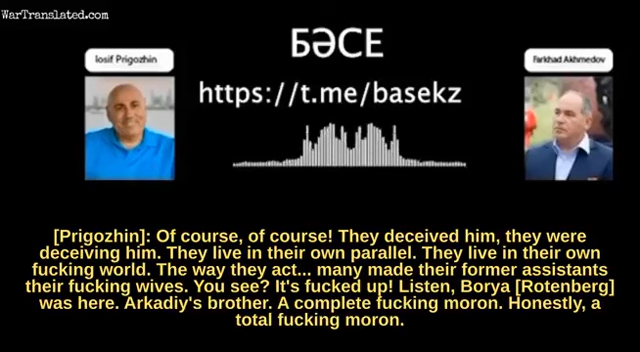 WarTranslated.com
БӘСЕ
Iosif Prigozhin
Farkhad Akhmedov
https://t.me/basekz
[Prigozhin]: Of course, of course! They deceived him, they were
deceiving him. They live in their own parallel. They live in their own
fucking world. The way they act... many made their former assistants
their fucking wives. You see? It's fucked up! Listen, Borya [Rotenberg]
was here. Arkadiy's brother. A complete fucking moron. Honestly, a
total fucking moron.